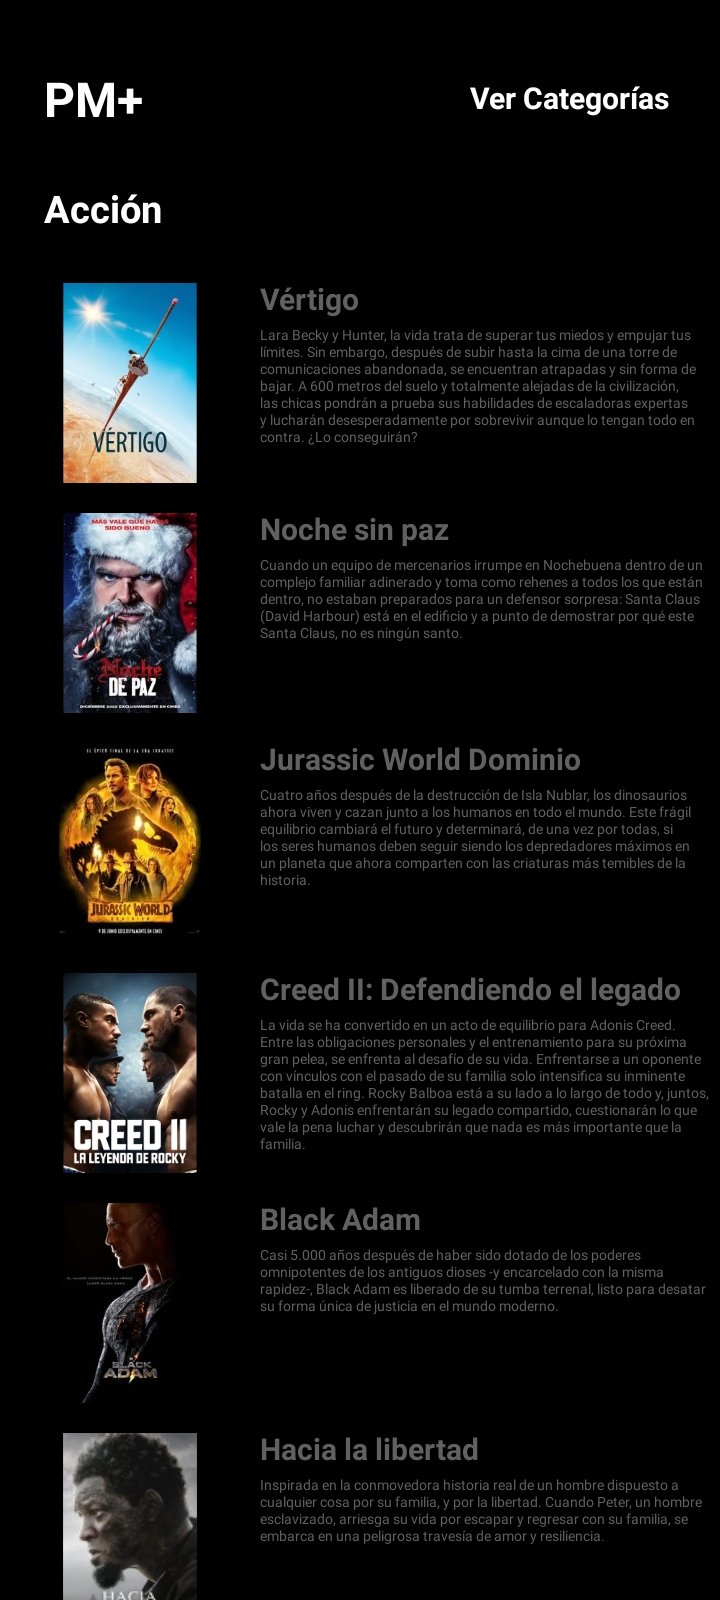 PM+
Ver Categorías
Acción
VÉRTIGO
Vértigo
Lara Becky y Hunter, la vida trata de superar tus miedos y empujar tus
límites. Sin embargo, después de subir hasta la cima de una torre de
comunicaciones abandonada, se encuentran atrapadas y sin forma de
bajar. A 600 metros del suelo y totalmente alejadas de la civilización,
las chicas pondrán a prueba sus habilidades de escaladoras expertas
y lucharán desesperadamente por sobrevivir aunque lo tengan todo en
contra. ¿Lo conseguirán?
MÁS VALE QUE HAYAS
SIDO BUENO
Noche
DE PAZ
DICIEMBRE 2022 EXCLUSIVAMENTE EN CINES
Noche sin paz
Cuando un equipo de mercenarios irrumpe en Nochebuena dentro de un
complejo familiar adinerado y toma como rehenes a todos los que están
dentro, no estaban preparados para un defensor sorpresa: Santa Claus
(David Harbour) está en el edificio y a punto de demostrar por qué este
Santa Claus, no es ningún santo.
EL ÉPICO FINAL DE LA ERA JURASSIC
JURASSIC WORLD
DOMINION
9 DE JUNIO EXCLUSIVAMENTE EN CINES
Jurassic World Dominio
Cuatro años después de la destrucción de Isla Nublar, los dinosaurios
ahora viven y cazan junto a los humanos en todo el mundo. Este frágil
equilibrio cambiará el futuro y determinará, de una vez por todas, si
los seres humanos deben seguir siendo los depredadores máximos en
un planeta que ahora comparten con las criaturas más temibles de la
historia.
CREED II
LA LEYENDA DE ROCKY
Creed II: Defendiendo el legado
La vida se ha convertido en un acto de equilibrio para Adonis Creed.
Entre las obligaciones personales y el entrenamiento para su próxima
gran pelea, se enfrenta al desafío de su vida. Enfrentarse a un oponente
con vínculos con el pasado de su familia solo intensifica su inminente
batalla en el ring. Rocky Balboa está a su lado a lo largo de todo y, juntos,
Rocky y Adonis enfrentarán su legado compartido, cuestionarán lo que
vale la pena luchar y descubrirán que nada es más importante que la
familia.
BLACK
ADAM
Black Adam
Casi 5.000 años después de haber sido dotado de los poderes
omnipotentes de los antiguos dioses -y encarcelado con la misma
rapidez-, Black Adam es liberado de su tumba terrenal, listo para desatar
su forma única de justicia en el mundo moderno.
HACIA
Hacia la libertad
Inspirada en la conmovedora historia real de un hombre dispuesto a
cualquier cosa por su familia, y por la libertad. Cuando Peter, un hombre
esclavizado, arriesga su vida por escapar y regresar con su familia, se
embarca en una peligrosa travesía de amor y resiliencia.